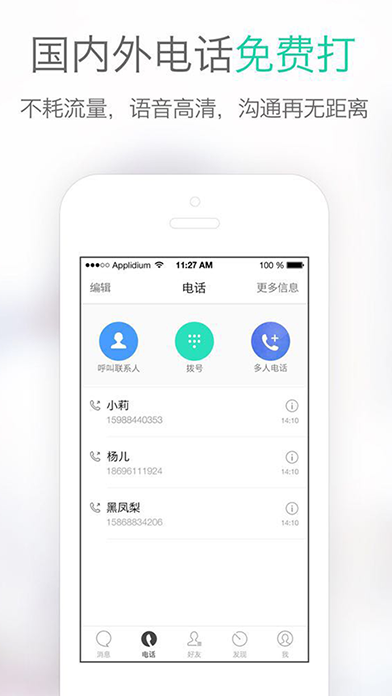 国内外电话免费打
不耗流量，语音高清，沟通再无距离
Applidium 11:27 AM 100 %
编辑 电话 更多信息
呼叫联系人 拨号 多人电话
小莉
15988440353 14:10
杨儿
18696111924 14:10
黑凤梨
15868834206 14:10
消息 电话 好友 发现 我